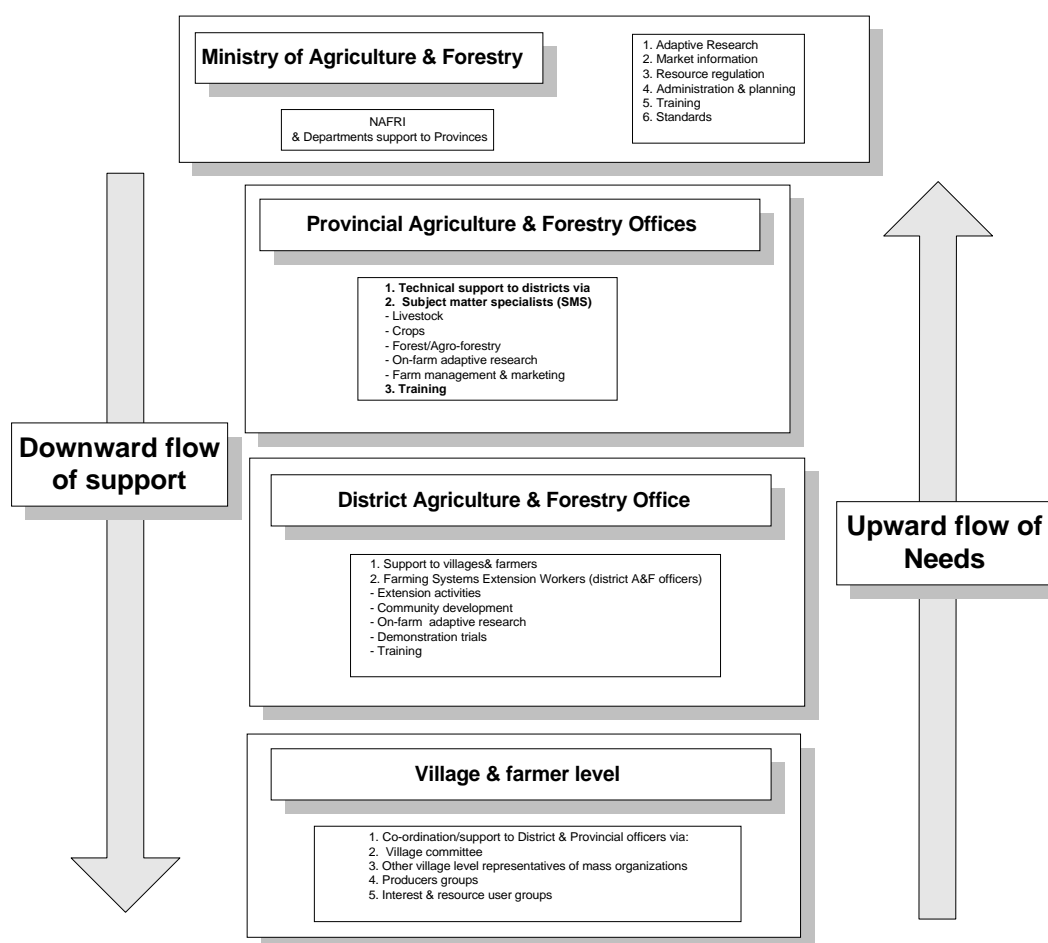 Ministry of Agriculture & Forestry
NAFRI
& Departments support to Provinces
1. Adaptive Research
2. Market information
3. Resource regulation
4. Administration & planning
5. Training
6. Standards
Provincial Agriculture & Forestry Offices
1. Technical support to districts via
2. Subject matter specialists (SMS)
- Livestock
- Crops
- Forest/Agro-forestry
- On-farm adaptive research
- Farm management & marketing
3. Training
Downward flow
of support
District Agriculture & Forestry Office
1. Support to villages& farmers
2. Farming Systems Extension Workers (district A&F officers)
- Extension activities
- Community development
- On-farm adaptive research
- Demonstration trials
- Training
Upward flow of
Needs
Village & farmer level
1. Co-ordination/support to District & Provincial officers via:
2. Village committee
3. Other village level representatives of mass organizations
4. Producers groups
5. Interest & resource user groups